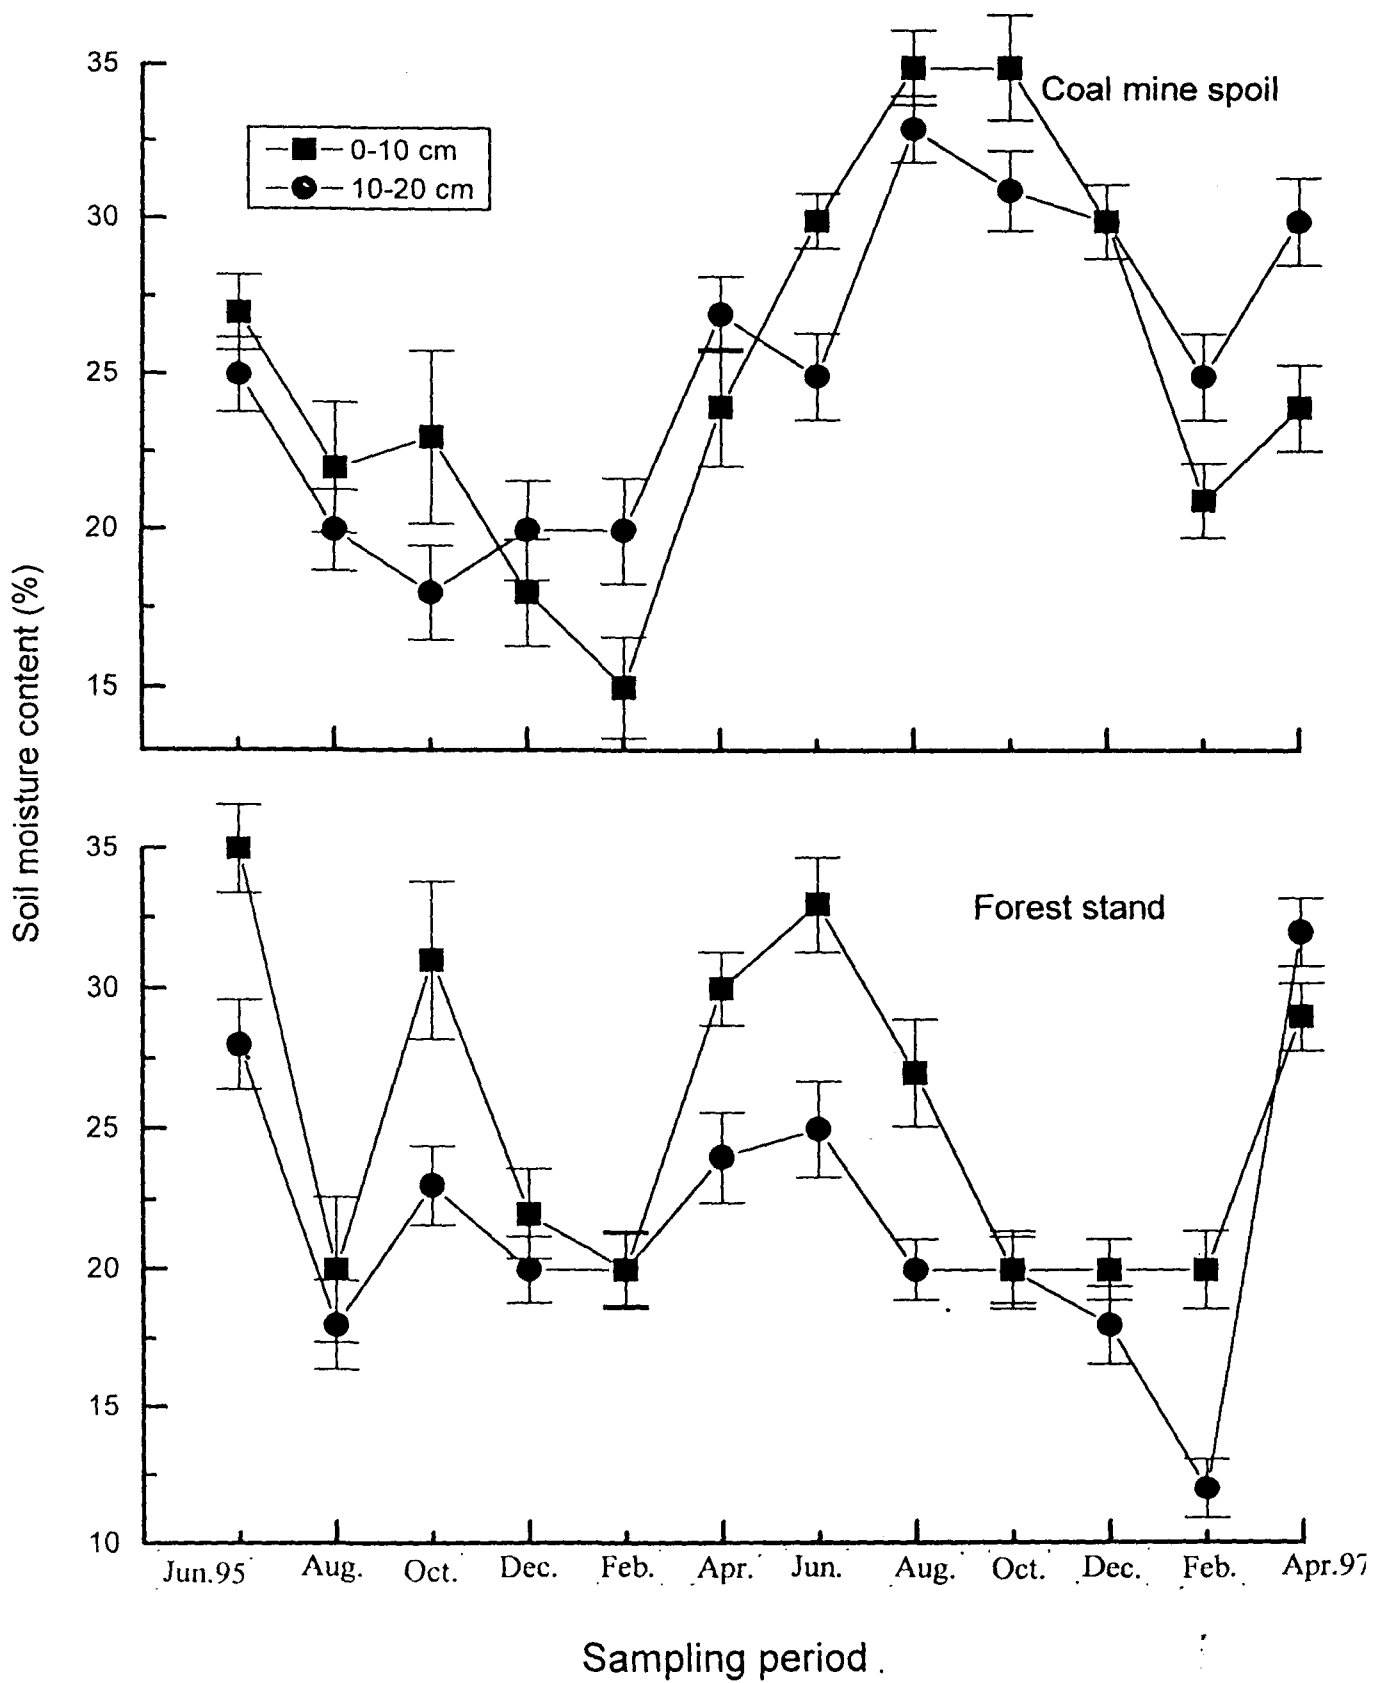 35
Coal mine spoil
0-10 cm
10-20 cm
30
25
20
15
Soil moisture content (%)
35
Forest stand
30
25
20
15
10
Jun.95 Aug. Oct. Dec. Feb. Apr. Jun. Aug. Oct. Dec. Feb. Apr.97
Sampling period